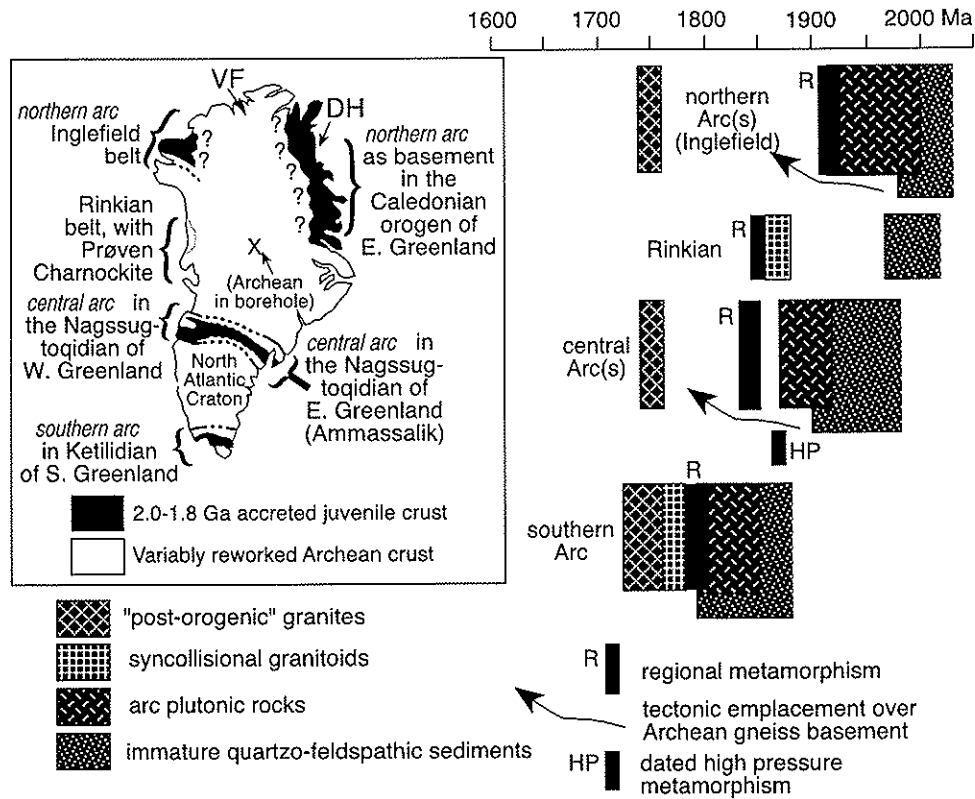 1600 1700 1800 1900 2000 Ma
VF
DH
northern arc
Inglefield
belt
?
?
?
?
?
?
northern arc
as basement
in the
Caledonian
orogen of
E. Greenland
Rinkian
belt, with
Prøven
Charnockite
X
(Archean
in borehole)
central arc in
the Nagssug-
toqidian of
W. Greenland
North
Atlantic
Craton
central arc in
the Nagssug-
toqidian of
E. Greenland
(Ammassalik)
southern arc
in Ketilidian
of S. Greenland
2.0-1.8 Ga accreted juvenile crust
Variably reworked Archean crust
R
northern
Arc(s)
(Inglefield)
R
Rinkian
R
central
Arc(s)
HP
R
southern
Arc
"post-orogenic" granites
syncollisional granitoids
arc plutonic rocks
immature quartzo-feldspathic sediments
R regional metamorphism
tectonic emplacement over
Archean gneiss basement
HP dated high pressure
metamorphism